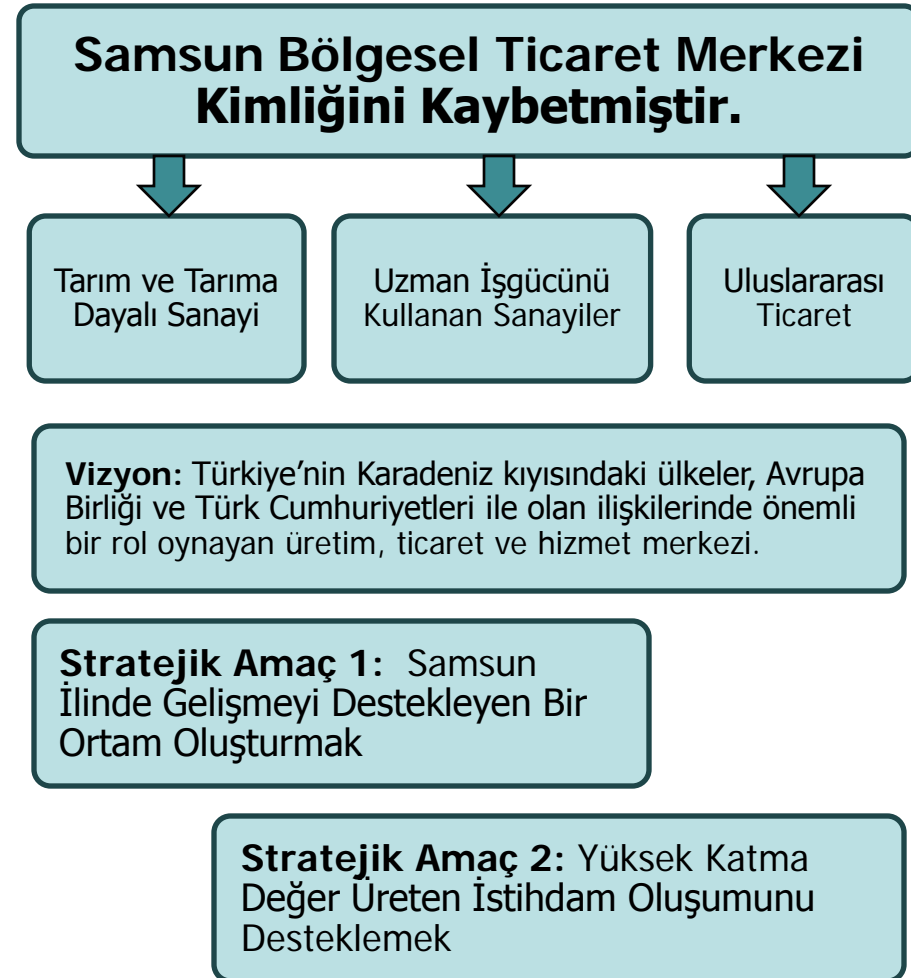 Samsun Bölgesel Ticaret Merkezi
Kimliğini Kaybetmiştir.
Tarım ve Tarıma
Dayalı Sanayi
Uzman İşgücünü
Kullanan Sanayiler
Uluslararası
Ticaret
Vizyon: Türkiye’nin Karadeniz kıyısındaki ülkeler, Avrupa
Birliği ve Türk Cumhuriyetleri ile olan ilişkilerinde önemli
bir rol oynayan üretim, ticaret ve hizmet merkezi.
Stratejik Amaç 1: Samsun
İlinde Gelişmeyi Destekleyen Bir
Ortam Oluşturmak
Stratejik Amaç 2: Yüksek Katma
Değer Üreten İstihdam Oluşumunu
Desteklemek